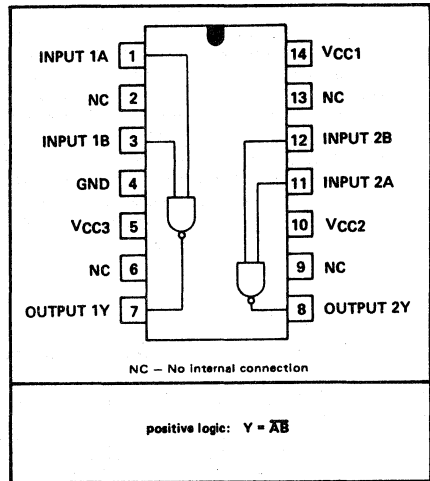 INPUT 1A 1 14 VCC1
NC 2 13 NC
INPUT 1B 3 12 INPUT 2B
GND 4 11 INPUT 2A
VCC3 5 10 VCC2
NC 6 9 NC
OUTPUT 1Y 7 8 OUTPUT 2Y
NC — No internal connection
positive logic: Y = A̅B̅